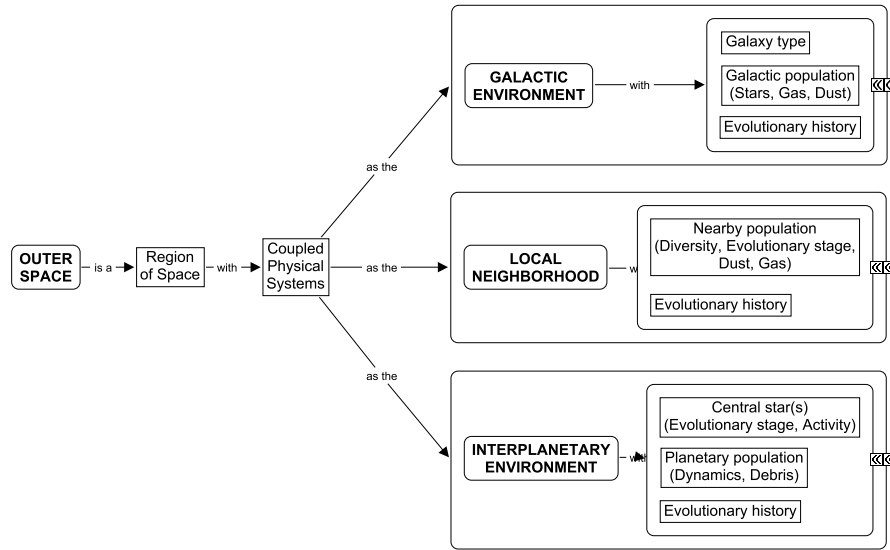 OUTER
SPACE
is a
Region
of Space
with
Coupled
Physical
Systems
as the
GALACTIC
ENVIRONMENT
with
Galaxy type
Galactic population
(Stars, Gas, Dust)
Evolutionary history
as the
LOCAL
NEIGHBORHOOD
Nearby population
(Diversity, Evolutionary stage,
Dust, Gas)
Evolutionary history
as the
INTERPLANETARY
ENVIRONMENT
Central star(s)
(Evolutionary stage, Activity)
Planetary population
(Dynamics, Debris)
Evolutionary history